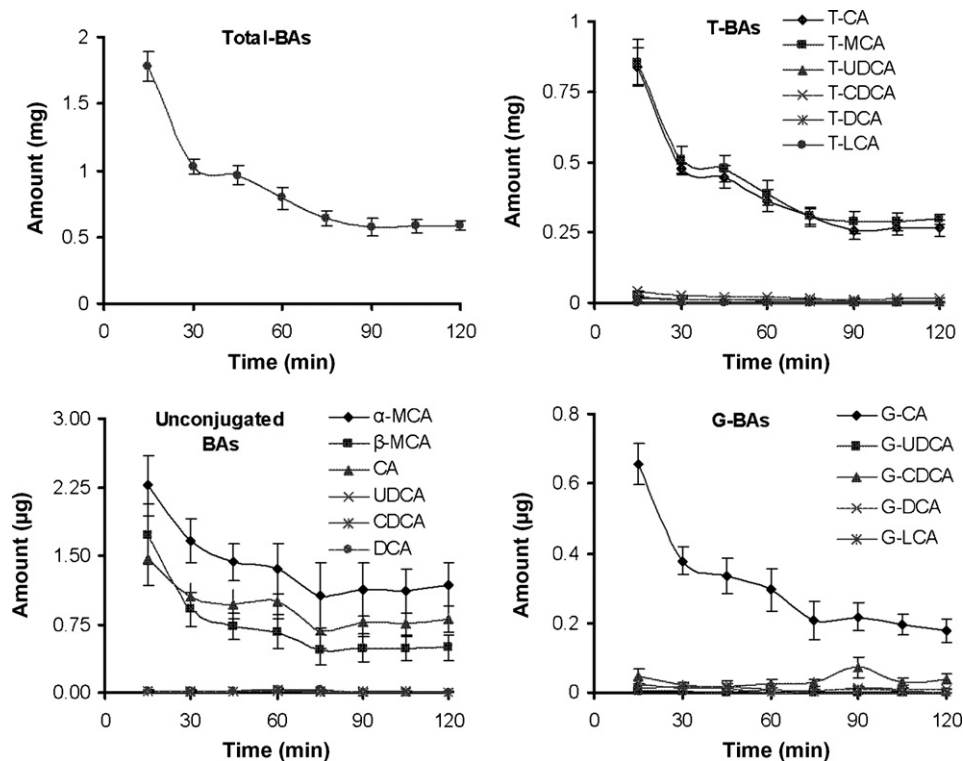 Total-BAs
Amount (mg)
2
1.5
1
0.5
0
0
30
60
90
120
Time (min)
T-BAs
T-CA
T-MCA
T-UDCA
T-CDCA
T-DCA
T-LCA
Amount (mg)
1
0.75
0.5
0.25
0
0
30
60
90
120
Time (min)
Unconjugated
BAs
α-MCA
β-MCA
CA
UDCA
CDCA
DCA
Amount (µg)
3.00
2.25
1.50
0.75
0.00
0
30
60
90
120
Time (min)
G-BAs
G-CA
G-UDCA
G-CDCA
G-DCA
G-LCA
Amount (µg)
0.8
0.6
0.4
0.2
0
0
30
60
90
120
Time (min)